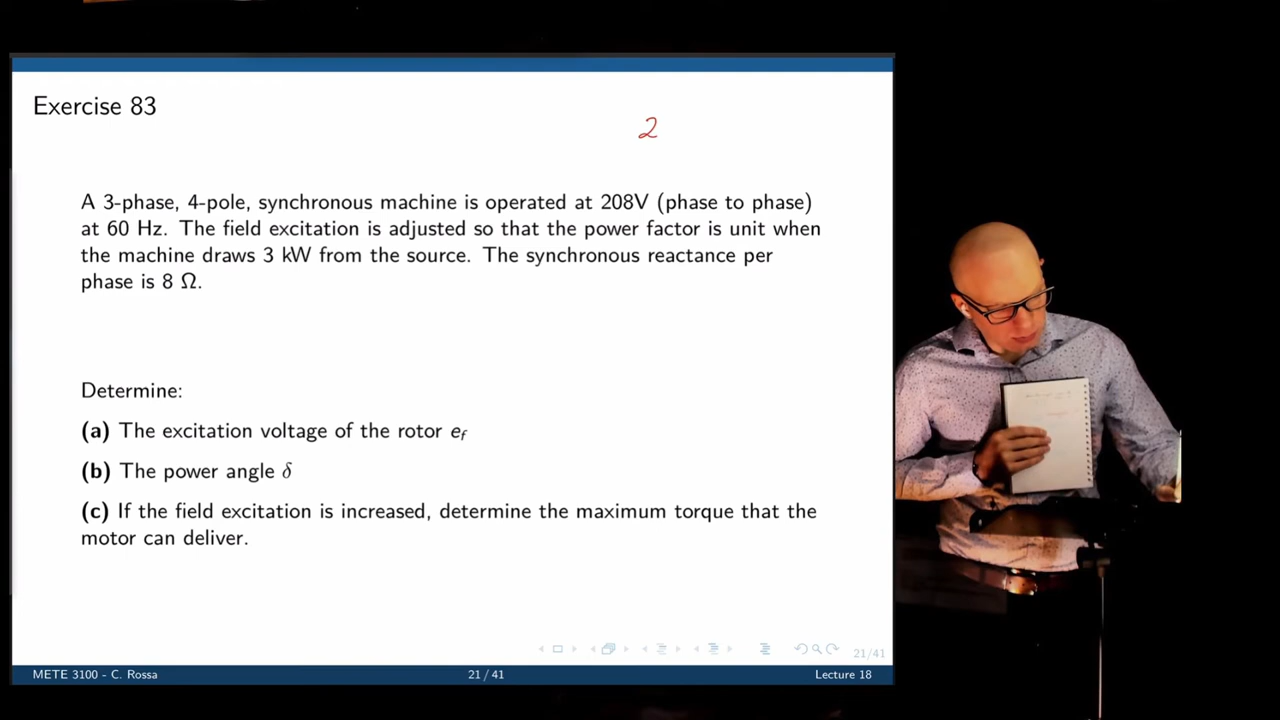 Exercise 83
2
A 3-phase, 4-pole, synchronous machine is operated at 208V (phase to phase)
at 60 Hz. The field excitation is adjusted so that the power factor is unit when
the machine draws 3 kW from the source. The synchronous reactance per
phase is 8 Ω.
Determine:
(a) The excitation voltage of the rotor e_f
(b) The power angle δ
(c) If the field excitation is increased, determine the maximum torque that the
motor can deliver.
21/41
METE 3100 - C. Rossa
21 / 41
Lecture 18